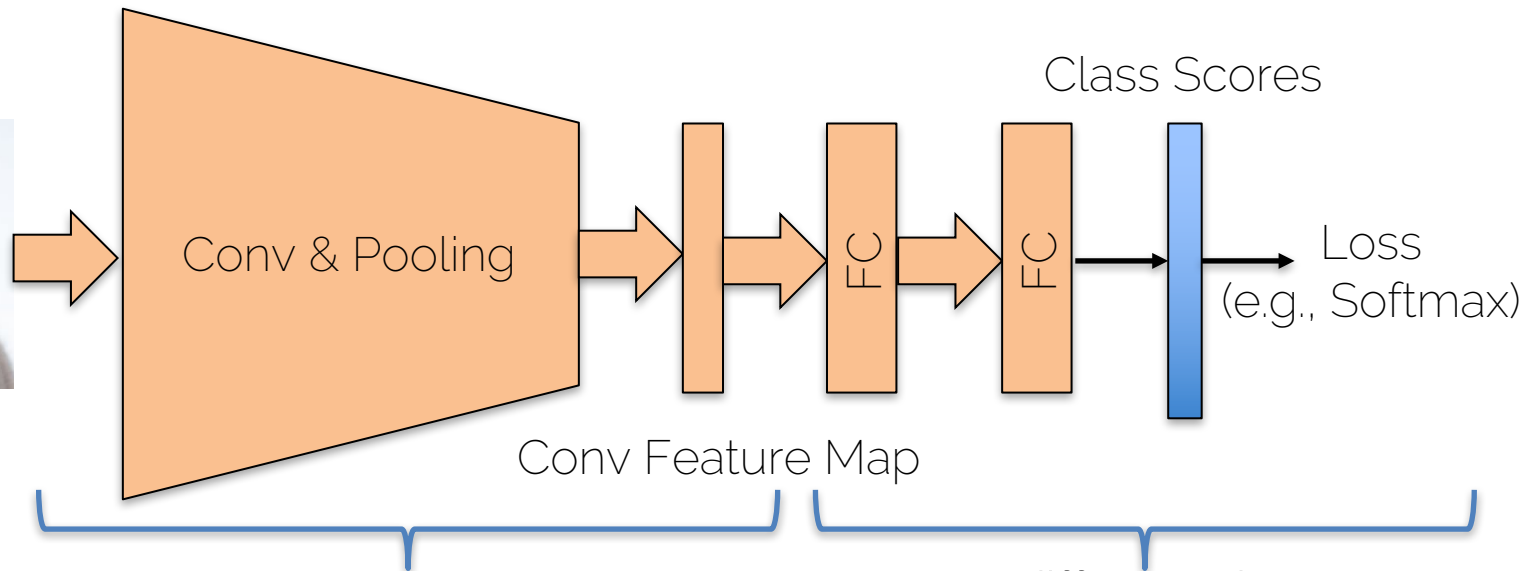 Class Scores
Conv & Pooling
FC
FC
Loss
(e.g., Softmax)
Conv Feature Map